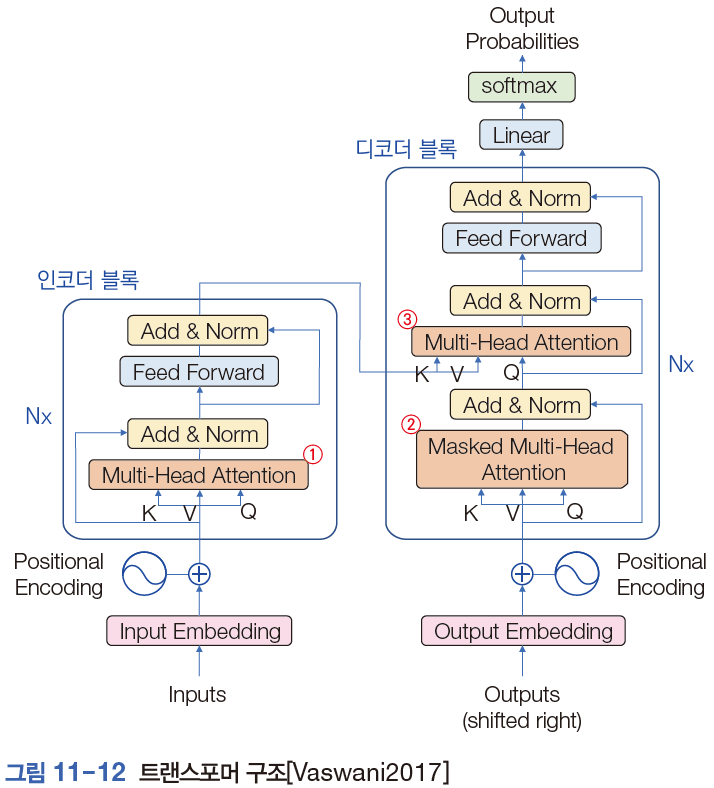 Output
Probabilities
softmax
Linear
디코더 블록
Add & Norm
Feed Forward
Add & Norm
③
Multi-Head Attention
K V Q
Nx
Add & Norm
②
Masked Multi-Head
Attention
K V Q
Positional
Encoding
Output Embedding
Outputs
(shifted right)
인코더 블록
Add & Norm
Feed Forward
Nx
Add & Norm
①
Multi-Head Attention
K V Q
Positional
Encoding
Input Embedding
Inputs
그림 11-12 트랜스포머 구조[Vaswani2017]